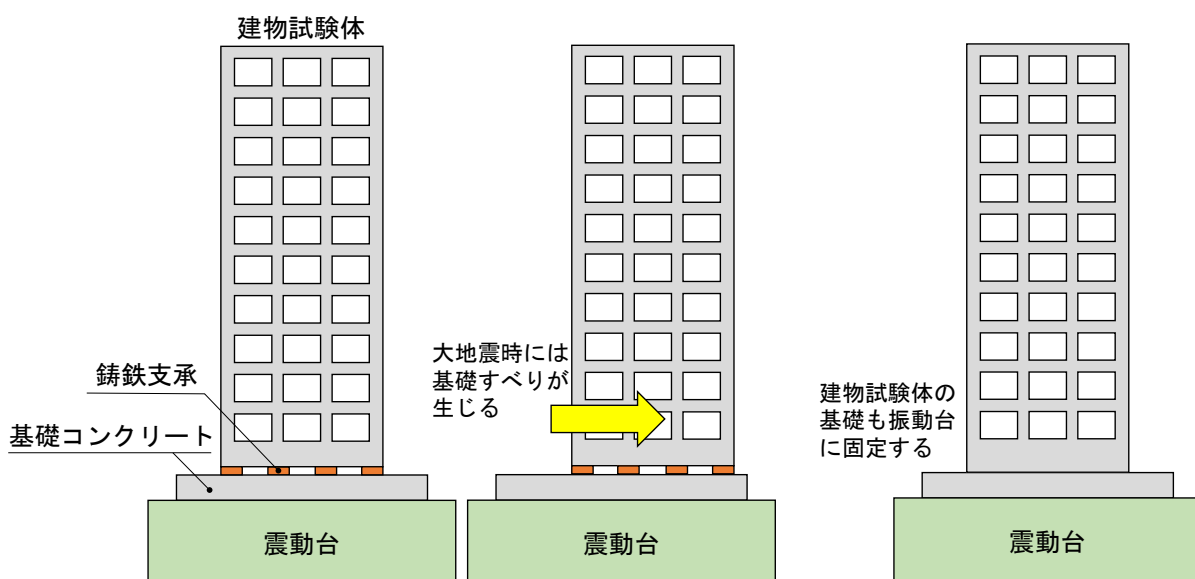 建物試験体
鋳鉄支承
基礎コンクリート
震動台
大地震時には
基礎すべりが
生じる
震動台
建物試験体の
基礎も振動台
に固定する
震動台